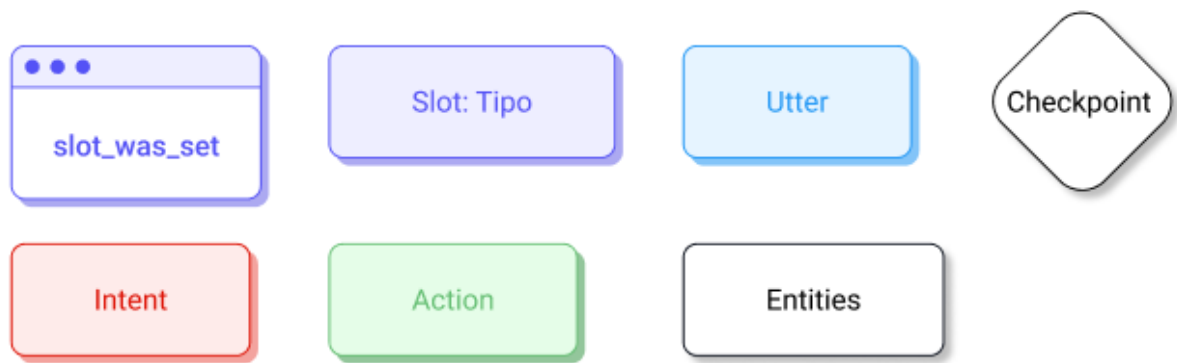 slot_was_set
Slot: Tipo
Utter
Checkpoint
Intent
Action
Entities